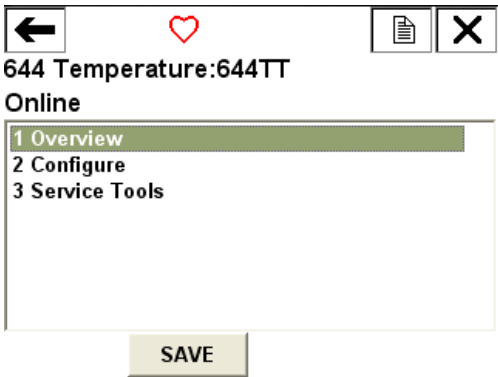 644 Temperature:644TT
Online
1 Overview
2 Configure
3 Service Tools
SAVE